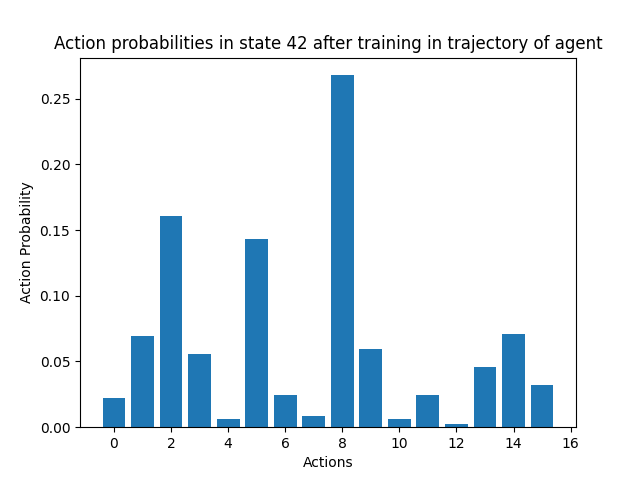 Action probabilities in state 42 after training in trajectory of agent
0.25
0.20
0.15
0.10
0.05
0.00
Action Probability
0 2 4 6 8 10 12 14 16
Actions